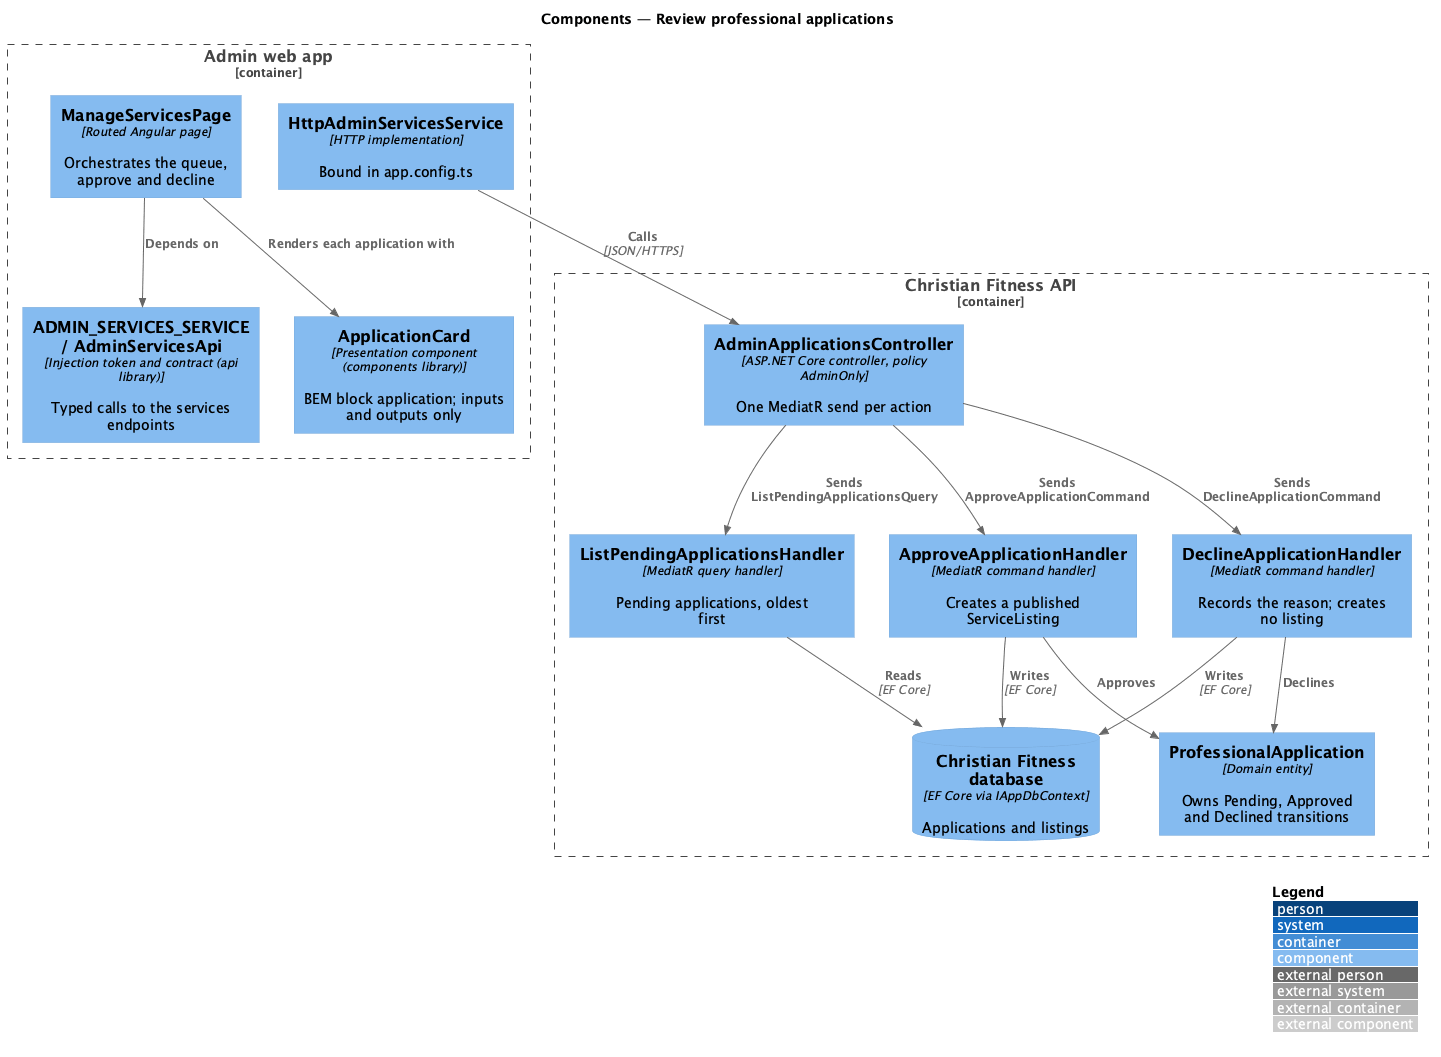 Components — Review professional applications
Admin web app
[container]
ManageServicesPage
[Routed Angular page]
Orchestrates the queue,
approve and decline
HttpAdminServicesService
[HTTP implementation]
Bound in app.config.ts
Depends on
Renders each application with
Calls
[JSON/HTTPS]
ADMIN_SERVICES_SERVICE
/ AdminServicesApi
[Injection token and contract (api
library)]
Typed calls to the services
endpoints
ApplicationCard
[Presentation component
(components library)]
BEM block application; inputs
and outputs only
Christian Fitness API
[container]
AdminApplicationsController
[ASP.NET Core controller, policy
AdminOnly]
One MediatR send per action
Sends
ListPendingApplicationsQuery
Sends
ApproveApplicationCommand
Sends
DeclineApplicationCommand
ListPendingApplicationsHandler
[MediatR query handler]
Pending applications, oldest
first
ApproveApplicationHandler
[MediatR command handler]
Creates a published
ServiceListing
DeclineApplicationHandler
[MediatR command handler]
Records the reason; creates
no listing
Reads
[EF Core]
Writes
[EF Core]
Approves
Writes
[EF Core]
Declines
Christian Fitness
database
[EF Core via IAppDbContext]
Applications and listings
ProfessionalApplication
[Domain entity]
Owns Pending, Approved
and Declined transitions
Legend
person
system
container
component
external person
external system
external container
external component